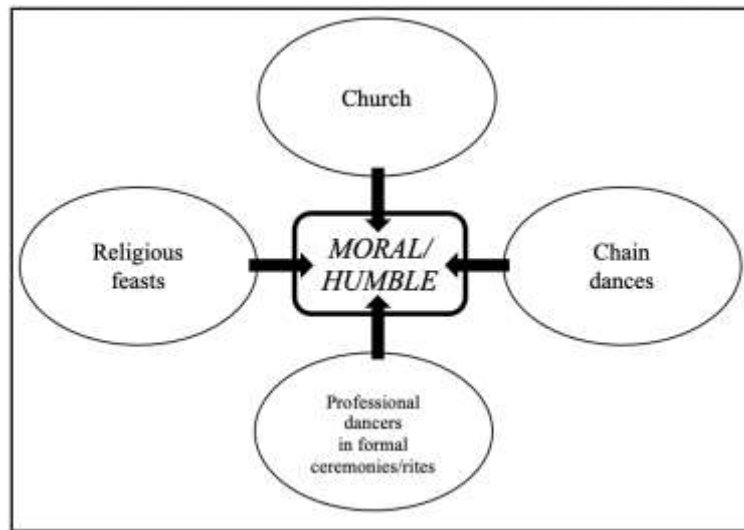 Church
Religious
feasts
MORAL/
HUMBLE
Chain
dances
Professional
dancers
in formal
ceremonies/rites